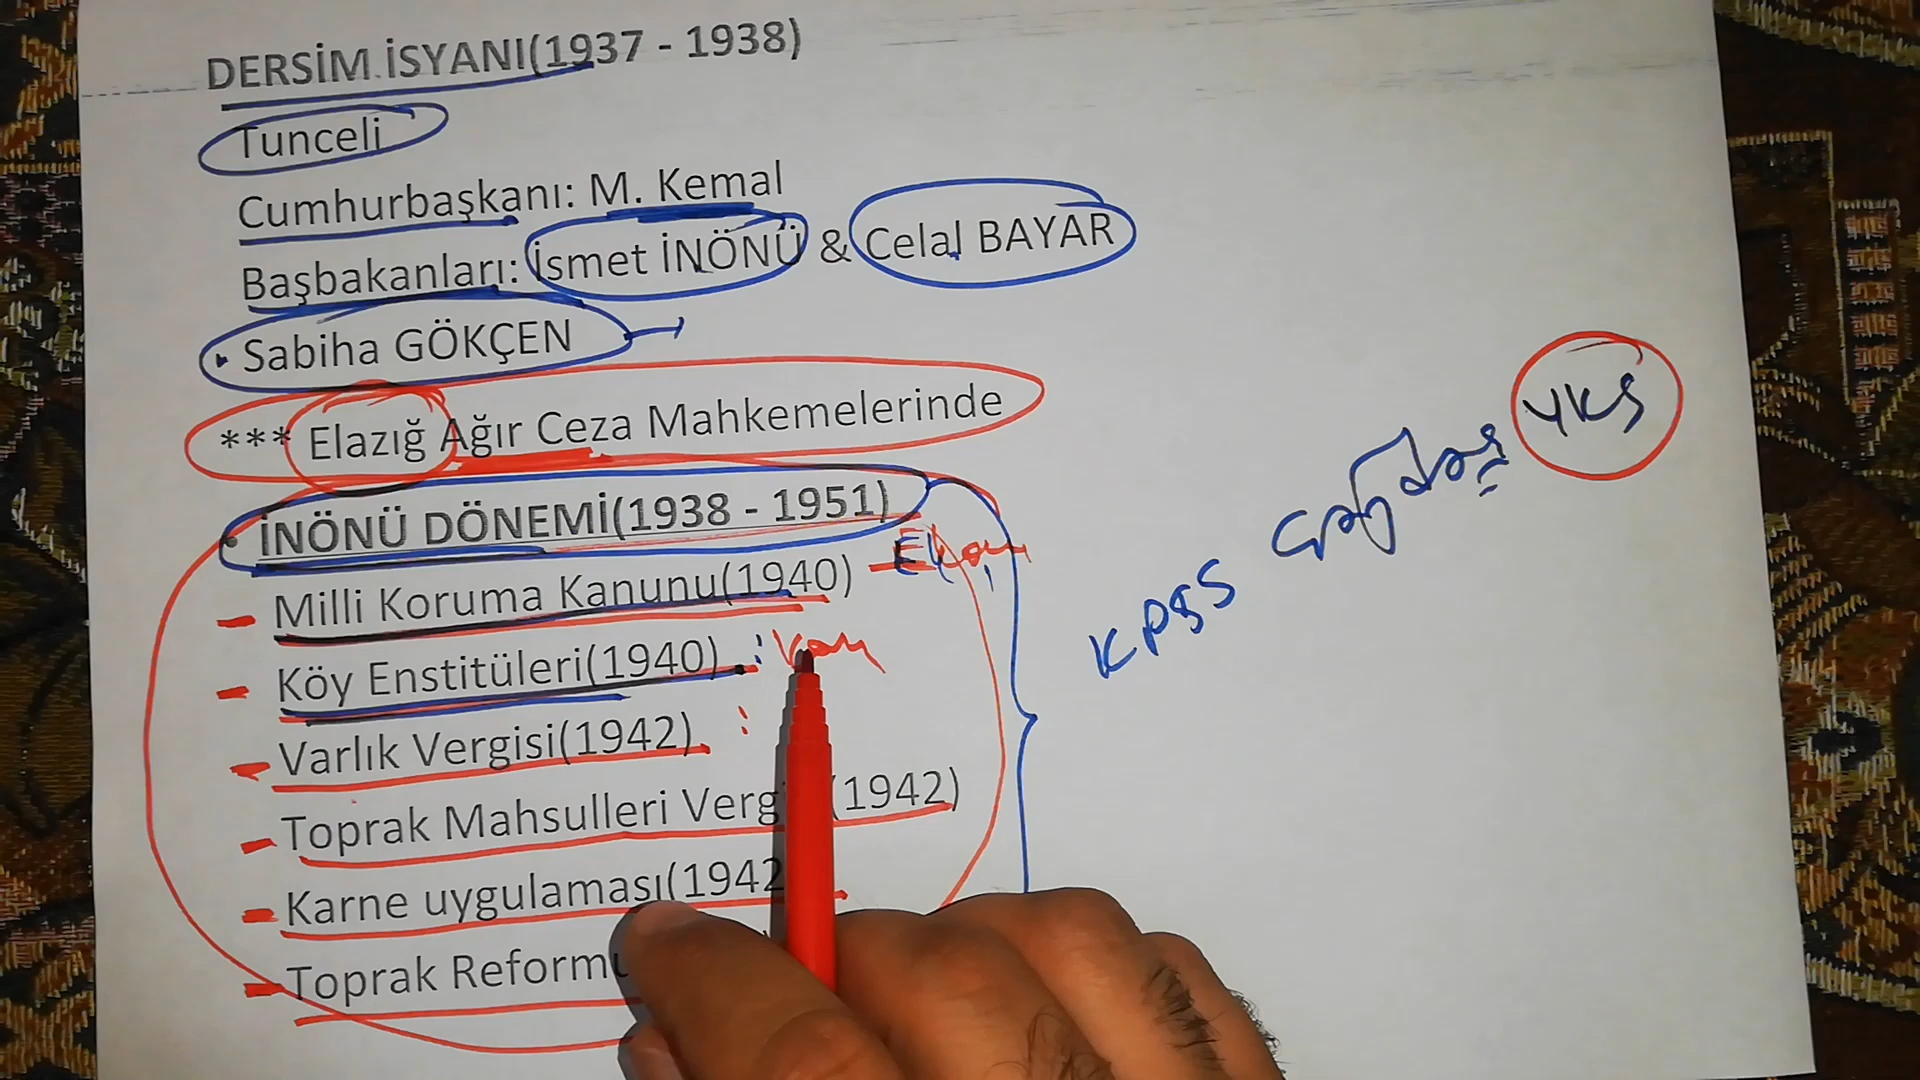 DERSİM İSYANI(1937 - 1938)
Tunceli
Cumhurbaşkanı: M. Kemal
Başbakanları: İsmet İNÖNÜ & Celal BAYAR
Sabiha GÖKÇEN
*** Elazığ Ağır Ceza Mahkemelerinde
İNÖNÜ DÖNEMİ(1938 - 1951)
Milli Koruma Kanunu(1940)
Köy Enstitüleri(1940)
Varlık Vergisi(1942)
Toprak Mahsulleri (1942)
Karne uygulaması(1942
Toprak
KPSS Çağdaş YKS